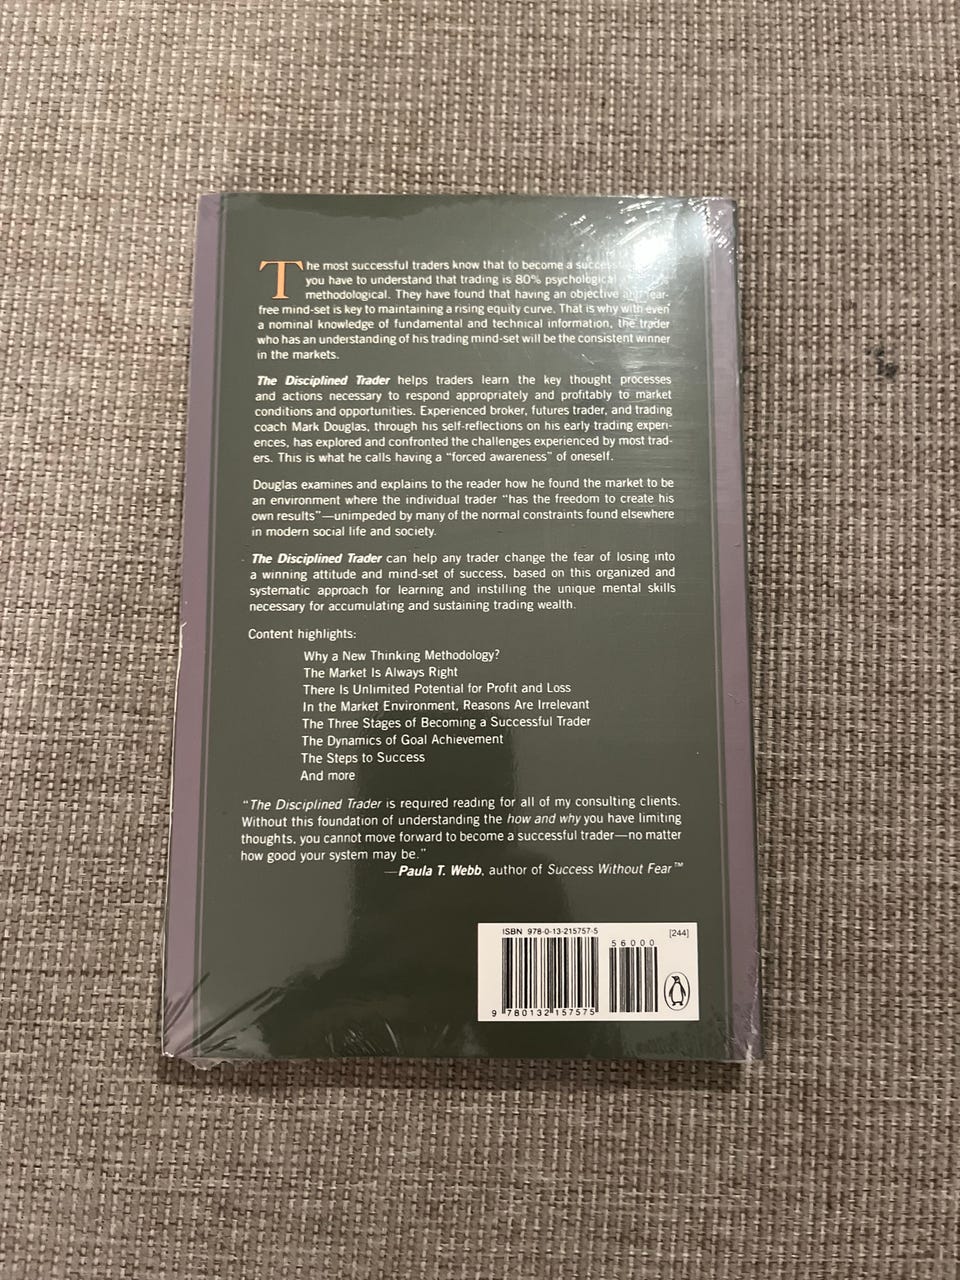 The most successful traders know that to become a
you have to understand that trading is 80% psychological
methodological. They have found that having an objective and fear-
free mind-set is key to maintaining a rising equity curve. That is why with even
a nominal knowledge of fundamental and technical information, the trader
who has an understanding of his trading mind-set will be the consistent winner
in the markets.
The Disciplined Trader helps traders learn the key thought processes
and actions necessary to respond appropriately and profitably to market
conditions and opportunities. Experienced broker, futures trader, and trading
coach Mark Douglas, through his self-reflections on his early trading experi-
ences, has explored and confronted the challenges experienced by most trad-
ers. This is what he calls having a “forced awareness” of oneself.
Douglas examines and explains to the reader how he found the market to be
an environment where the individual trader “has the freedom to create his
own results”—unimpeded by many of the normal constraints found elsewhere
in modern social life and society.
The Disciplined Trader can help any trader change the fear of losing into
a winning attitude and mind-set of success, based on this organized and
systematic approach for learning and instilling the unique mental skills
necessary for accumulating and sustaining trading wealth.
Content highlights:
Why a New Thinking Methodology?
The Market Is Always Right
There Is Unlimited Potential for Profit and Loss
In the Market Environment, Reasons Are Irrelevant
The Three Stages of Becoming a Successful Trader
The Dynamics of Goal Achievement
The Steps to Success
And more
“The Disciplined Trader is required reading for all of my consulting clients.
Without this foundation of understanding the how and why you have limiting
thoughts, you cannot move forward to become a successful trader—no matter
how good your system may be.”
—Paula T. Webb, author of Success Without Fear™
ISBN 978-0-13-215757-5
[244]
56000
9 780132 157575